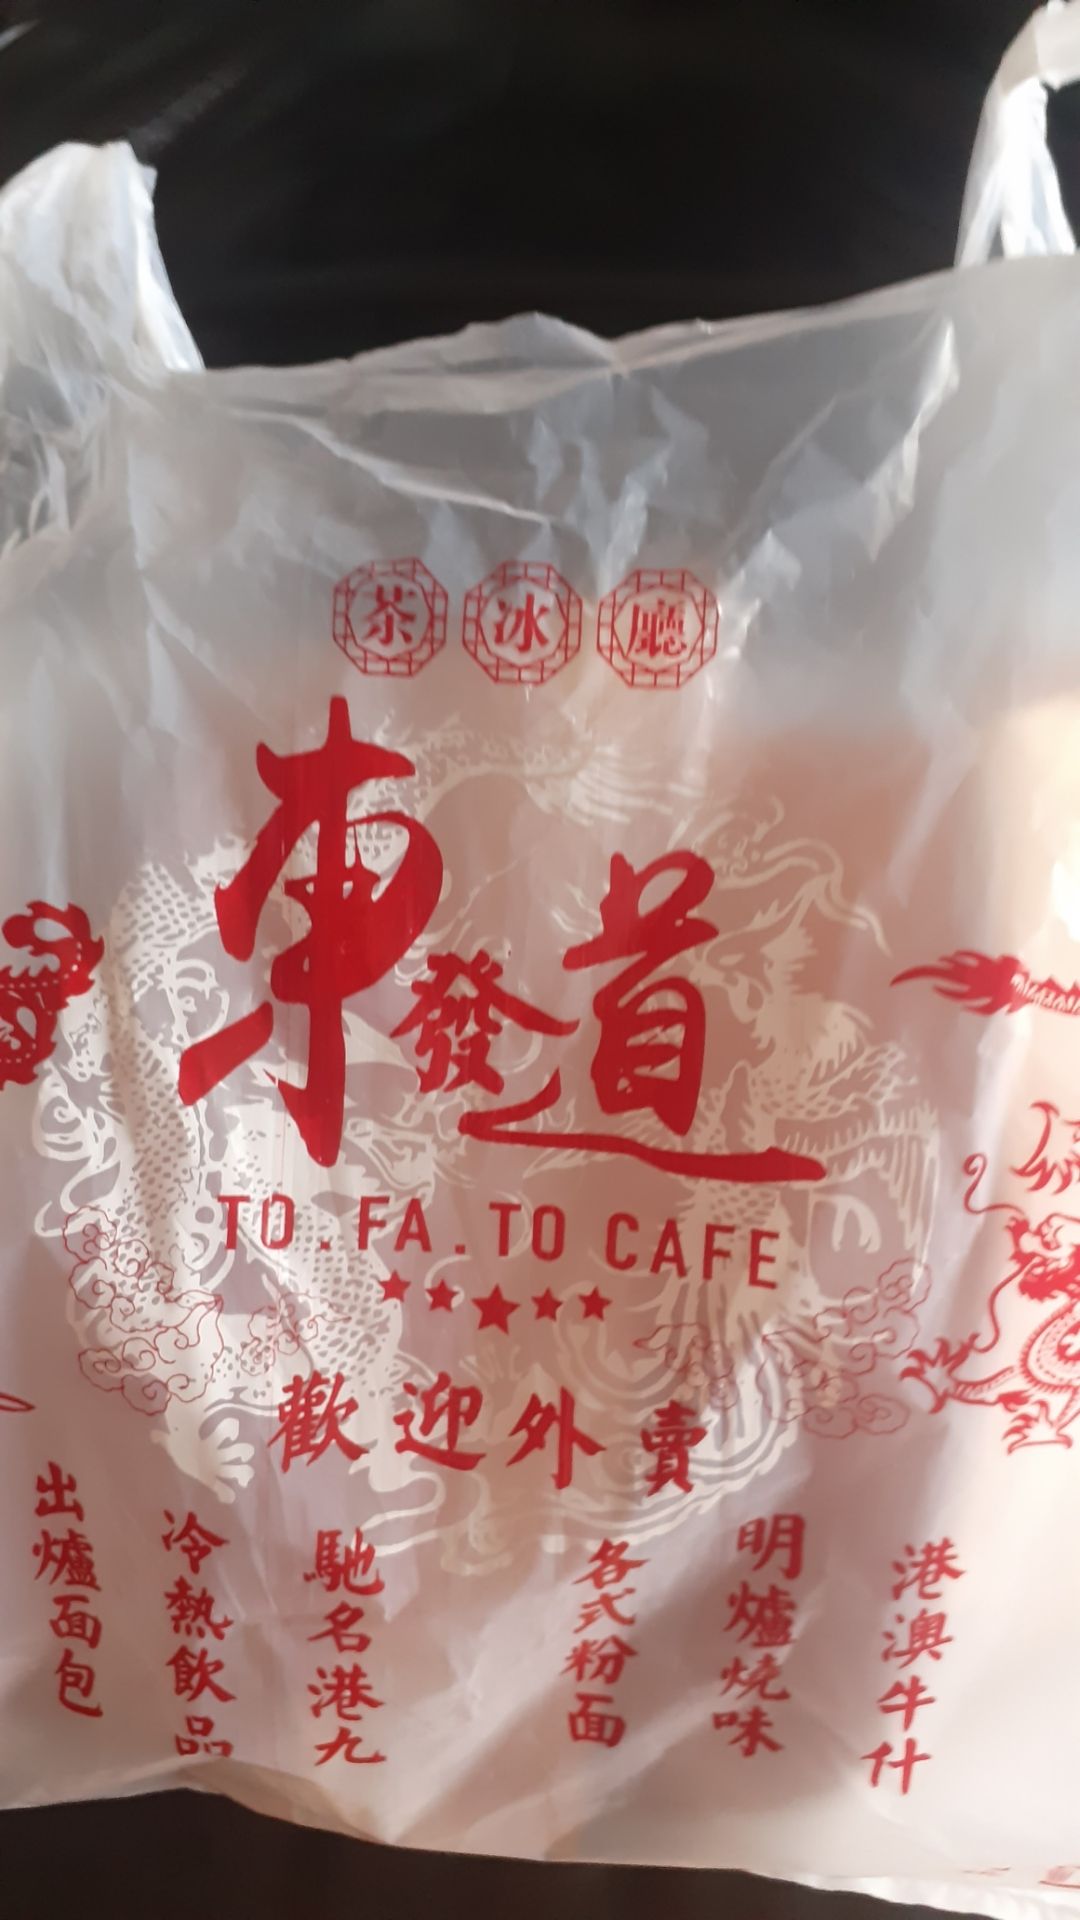 茶冰廳
東發道
TO.FA.TO CAFE
歡迎外賣
港澳牛什
明爐燒味
各式粉面
馳名港九
冷熱飲品
出爐面包